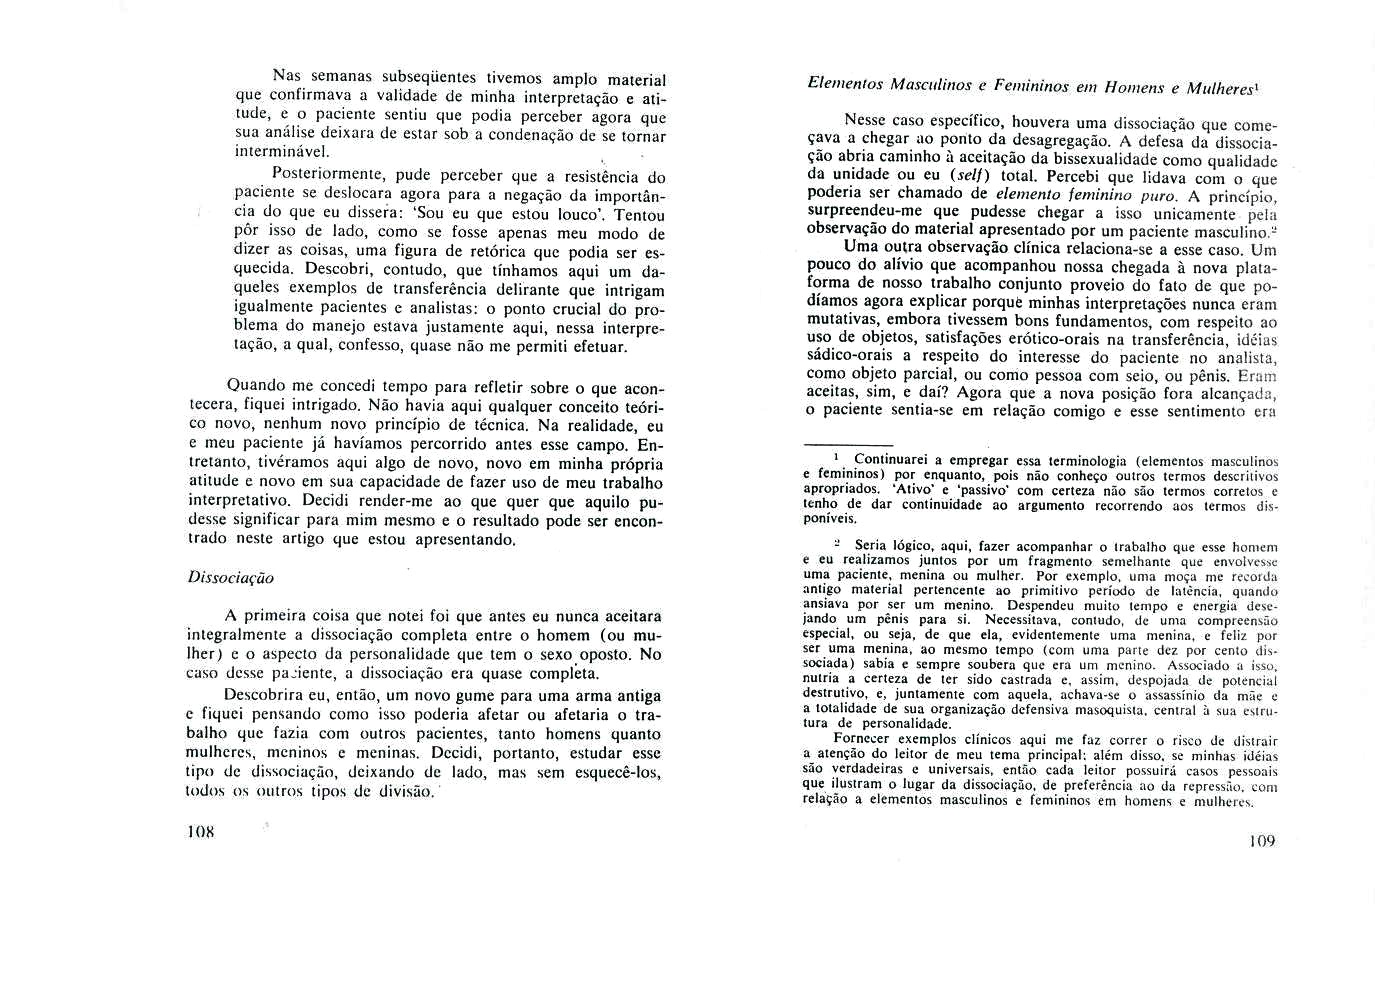 Nas semanas subseqüentes tivemos amplo material
que confirmava a validade de minha interpretação e ati-
tude, e o paciente sentiu que podia perceber agora que
sua análise deixara de estar sob a condenação de se tornar
interminável.
Posteriormente, pude perceber que a resistência do
paciente se deslocara agora para a negação da importân-
cia do que eu dissera: 'Sou eu que estou louco'. Tentou
pôr isso de lado, como se fosse apenas meu modo de
dizer as coisas, uma figura de retórica que podia ser es-
quecida. Descobri, contudo, que tínhamos aqui um da-
queles exemplos de transferência delirante que intrigam
igualmente pacientes e analistas: o ponto crucial do pro-
blema do manejo estava justamente aqui, nessa interpre-
tação, a qual, confesso, quase não me permiti efetuar.
Quando me concedi tempo para refletir sobre o que acon-
tecera, fiquei intrigado. Não havia aqui qualquer conceito teóri-
co novo, nenhum novo princípio de técnica. Na realidade, eu
e meu paciente já havíamos percorrido antes esse campo. En-
tretanto, tivéramos aqui algo de novo, novo em minha própria
atitude e novo em sua capacidade de fazer uso de meu trabalho
interpretativo. Decidi render-me ao que quer que aquilo pu-
desse significar para mim mesmo e o resultado pode ser encon-
trado neste artigo que estou apresentando.
Dissociação
A primeira coisa que notei foi que antes eu nunca aceitara
integralmente a dissociação completa entre o homem (ou mu-
lher) e o aspecto da personalidade que tem o sexo oposto. No
caso desse paciente, a dissociação era quase completa.
Descobrira eu, então, um novo gume para uma arma antiga
e fiquei pensando como isso poderia afetar ou afetaria o tra-
balho que fazia com outros pacientes, tanto homens quanto
mulheres, meninos e meninas. Decidi, portanto, estudar esse
tipo de dissociação, deixando de lado, mas sem esquecê-los,
todos os outros tipos de divisão.
108
Elementos Masculinos e Femininos em Homens e Mulheres¹
Nesse caso específico, houvera uma dissociação que come-
çava a chegar ao ponto da desagregação. A defesa da dissocia-
ção abria caminho à aceitação da bissexualidade como qualidade
da unidade ou eu (self) total. Percebi que lidava com o que
poderia ser chamado de elemento feminino puro. A princípio,
surpreendeu-me que pudesse chegar a isso unicamente pela
observação do material apresentado por um paciente masculino.²
Uma outra observação clínica relaciona-se a esse caso. Um
pouco do alívio que acompanhou nossa chegada à nova plata-
forma de nosso trabalho conjunto proveio do fato de que po-
díamos agora explicar porque minhas interpretações nunca eram
mutativas, embora tivessem bons fundamentos, com respeito ao
uso de objetos, satisfações erótico-orais na transferência, idéias
sádico-orais a respeito do interesse do paciente no analista,
como objeto parcial, ou como pessoa com seio, ou pênis. Eram
aceitas, sim, e daí? Agora que a nova posição fora alcançada,
o paciente sentia-se em relação comigo e esse sentimento era
¹ Continuarei a empregar essa terminologia (elementos masculinos
e femininos) por enquanto, pois não conheço outros termos descritivos
apropriados. 'Ativo' e 'passivo' com certeza não são termos corretos e
tenho de dar continuidade ao argumento recorrendo aos termos dis-
poníveis.
² Seria lógico, aqui, fazer acompanhar o trabalho que esse homem
e eu realizamos juntos por um fragmento semelhante que envolvesse
uma paciente, menina ou mulher. Por exemplo, uma moça me recorda
antigo material pertencente ao primitivo período de latência, quando
ansiava por ser um menino. Despendeu muito tempo e energia dese-
jando um pênis para si. Necessitava, contudo, de uma compreensão
especial, ou seja, de que ela, evidentemente uma menina, e feliz por
ser uma menina, ao mesmo tempo (com uma parte dez por cento dis-
sociada) sabia e sempre soubera que era um menino. Associado a isso,
nutria a certeza de ter sido castrada e, assim, despojada de potencial
destrutivo, e, juntamente com aquela, achava-se o assassínio da mãe e
a totalidade de sua organização defensiva masoquista, central à sua estru-
tura de personalidade.
Fornecer exemplos clínicos aqui me faz correr o risco de distrair
a atenção do leitor de meu tema principal; além disso, se minhas idéias
são verdadeiras e universais, então cada leitor possuirá casos pessoais
que ilustram o lugar da dissociação, de preferência ao da repressão, com
relação a elementos masculinos e femininos em homens e mulheres.
109